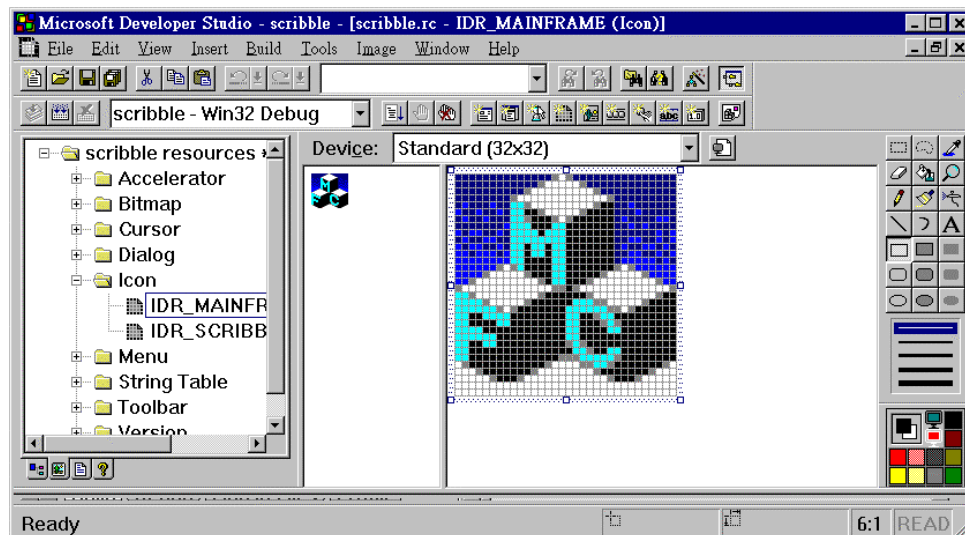 Microsoft Developer Studio - scribble - [scribble.rc - IDR_MAINFRAME (Icon)]
File Edit View Insert Build Tools Image Window Help
scribble - Win32 Debug
abc
scribble resources
Device: Standard (32x32)
Accelerator
Bitmap
Cursor
Dialog
Icon
IDR_MAINFR
IDR_SCRIBB
Menu
String Table
Toolbar
Version
M
F C
A
Ready
6:1 READ